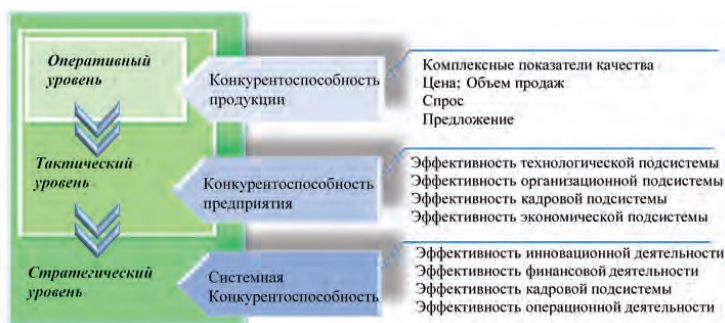 Оперативный
уровень
Конкурентоспособность
продукции
Комплексные показатели качества
Цена; Объем продаж
Спрос
Предложение
Тактический
уровень
Конкурентоспособность
предприятия
Эффективность технологической подсистемы
Эффективность организационной подсистемы
Эффективность кадровой подсистемы
Эффективность экономической подсистемы
Стратегический
уровень
Системная
Конкурентоспособность
Эффективность инновационной деятельности
Эффективность финансовой деятельности
Эффективность кадровой подсистемы
Эффективность операционной деятельности